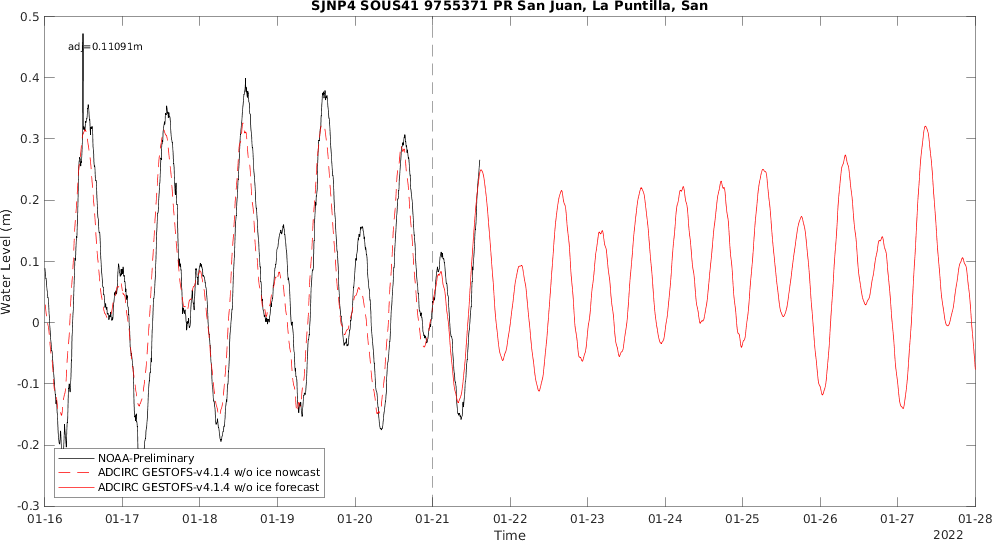 SJNP4 SOUS41 9755371 PR San Juan, La Puntilla, San
adj=0.11091m
Water Level (m)
0.5
0.4
0.3
0.2
0.1
0
-0.1
-0.2
-0.3
NOAA-Preliminary
ADCIRC GESTOFS-v4.1.4 w/o ice nowcast
ADCIRC GESTOFS-v4.1.4 w/o ice forecast
01-16 01-17 01-18 01-19 01-20 01-21 01-22 01-23 01-24 01-25 01-26 01-27 01-28
Time
2022